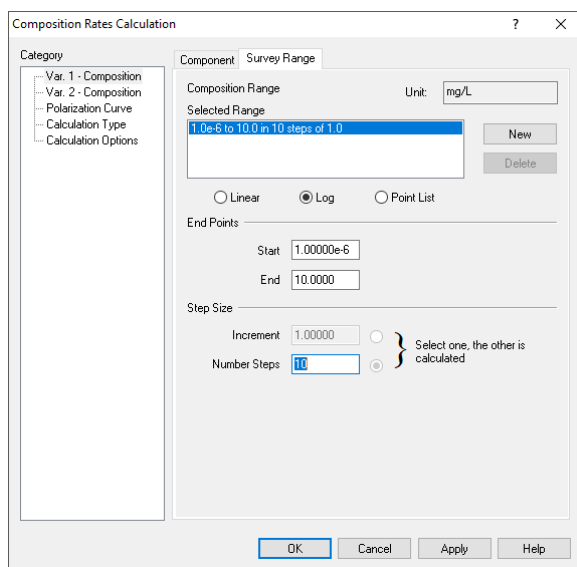 Composition Rates Calculation ? X
Category
Var. 1 - Composition
Var. 2 - Composition
Polarization Curve
Calculation Type
Calculation Options
Component Survey Range
Composition Range Unit: mg/L
Selected Range
1.0e-6 to 10.0 in 10 steps of 1.0
New
Delete
Linear Log Point List
End Points
Start 1.00000e-6
End 10.0000
Step Size
Increment 1.00000
Number Steps 10
Select one, the other is
calculated
OK Cancel Apply Help